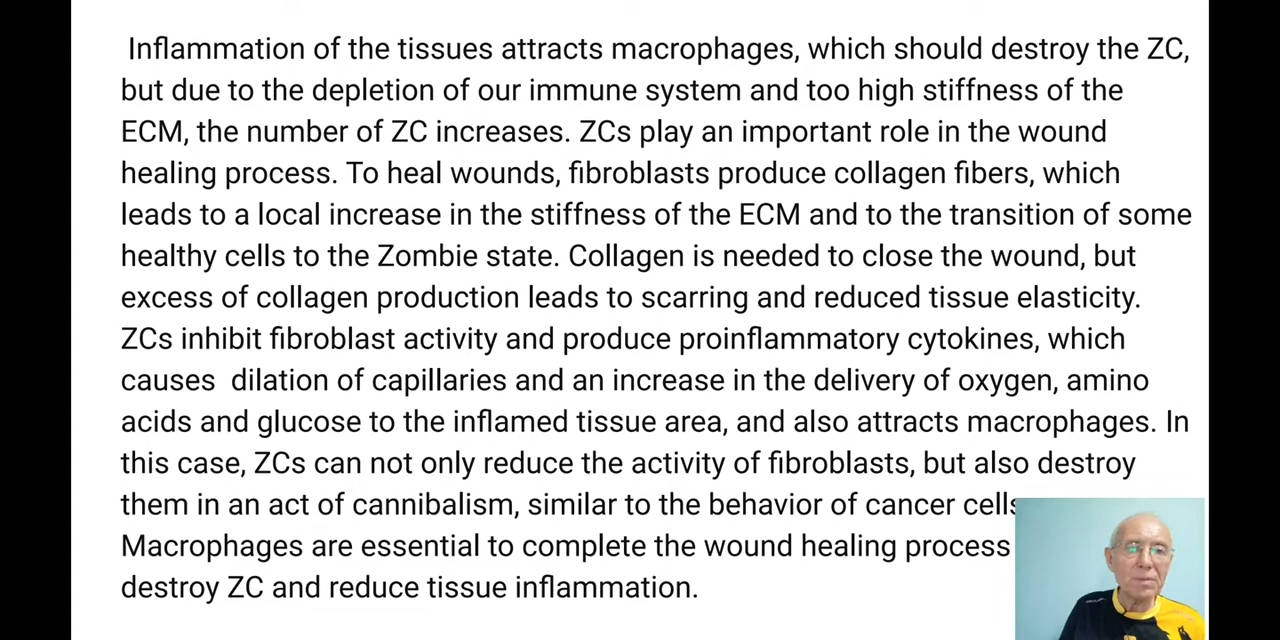 Inflammation of the tissues attracts macrophages, which should destroy the ZC,
but due to the depletion of our immune system and too high stiffness of the
ECM, the number of ZC increases. ZCs play an important role in the wound
healing process. To heal wounds, fibroblasts produce collagen fibers, which
leads to a local increase in the stiffness of the ECM and to the transition of some
healthy cells to the Zombie state. Collagen is needed to close the wound, but
excess of collagen production leads to scarring and reduced tissue elasticity.
ZCs inhibit fibroblast activity and produce proinflammatory cytokines, which
causes  dilation of capillaries and an increase in the delivery of oxygen, amino
acids and glucose to the inflamed tissue area, and also attracts macrophages. In
this case, ZCs can not only reduce the activity of fibroblasts, but also destroy
them in an act of cannibalism, similar to the behavior of cancer cells
Macrophages are essential to complete the wound healing process
destroy ZC and reduce tissue inflammation.